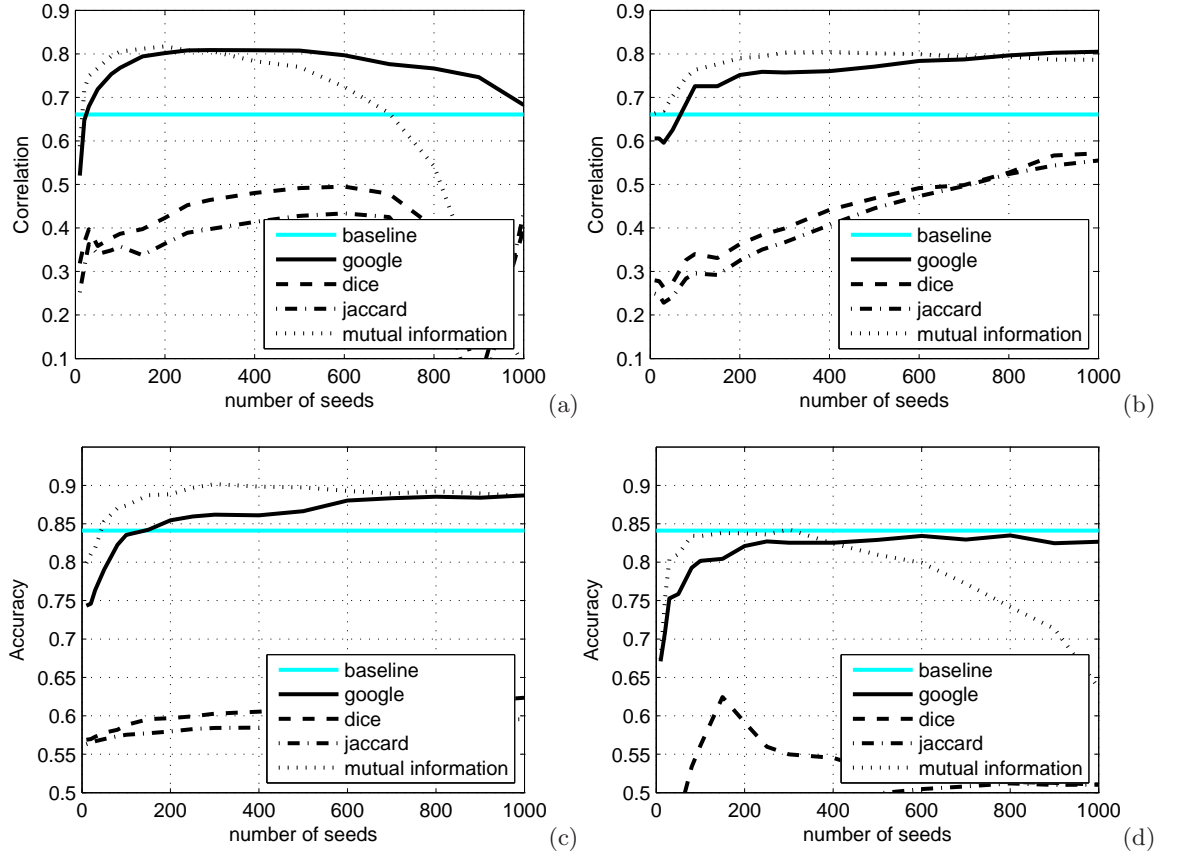 0.9
0.8
0.7
0.6
0.5
0.4
0.3
0.2
0.1
Correlation
baseline
google
dice
jaccard
mutual information
0 200 400 600 800 1000
number of seeds
(a)
0.9
0.8
0.7
0.6
0.5
0.4
0.3
0.2
0.1
Correlation
baseline
google
dice
jaccard
mutual information
0 200 400 600 800 1000
number of seeds
(b)
0.9
0.85
0.8
0.75
0.7
0.65
0.6
0.55
0.5
Accuracy
baseline
google
dice
jaccard
mutual information
0 200 400 600 800 1000
number of seeds
(c)
0.9
0.85
0.8
0.75
0.7
0.65
0.6
0.55
0.5
Accuracy
baseline
google
dice
jaccard
mutual information
0 200 400 600 800 1000
number of seeds
(d)